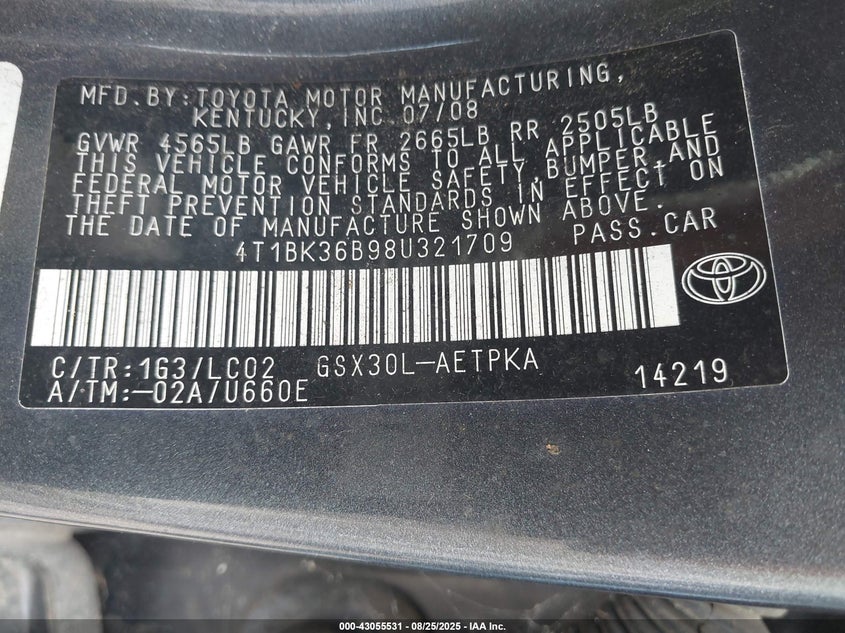 MFD.BY:TOYOTA MOTOR MANUFACTURING,
KENTUCKY,INC 07/08
GVWR 4565LB GAWR FR 2665LB RR 2505LB
THIS VEHICLE CONFORMS TO ALL APPLICABLE
FEDERAL MOTOR VEHICLE SAFETY,BUMPER,AND
THEFT PREVENTION STANDARDS IN EFFECT ON
THE DATE OF MANUFACTURE SHOWN ABOVE.
4T1BK36B98U321709 PASS.CAR
C/TR:1G3/LC02 GSX30L-AETPKA
A/TM:-02A/U660E 14219
000-43055531 - 08/25/2025 - IAA Inc.